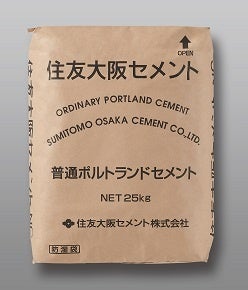 OPEN
住友大阪セメント
ORDINARY PORTLAND CEMENT
SUMITOMO OSAKA CEMENT CO.,LTD.
普通ポルトランドセメント
NET25kg
住友大阪セメント株式会社
防湿袋